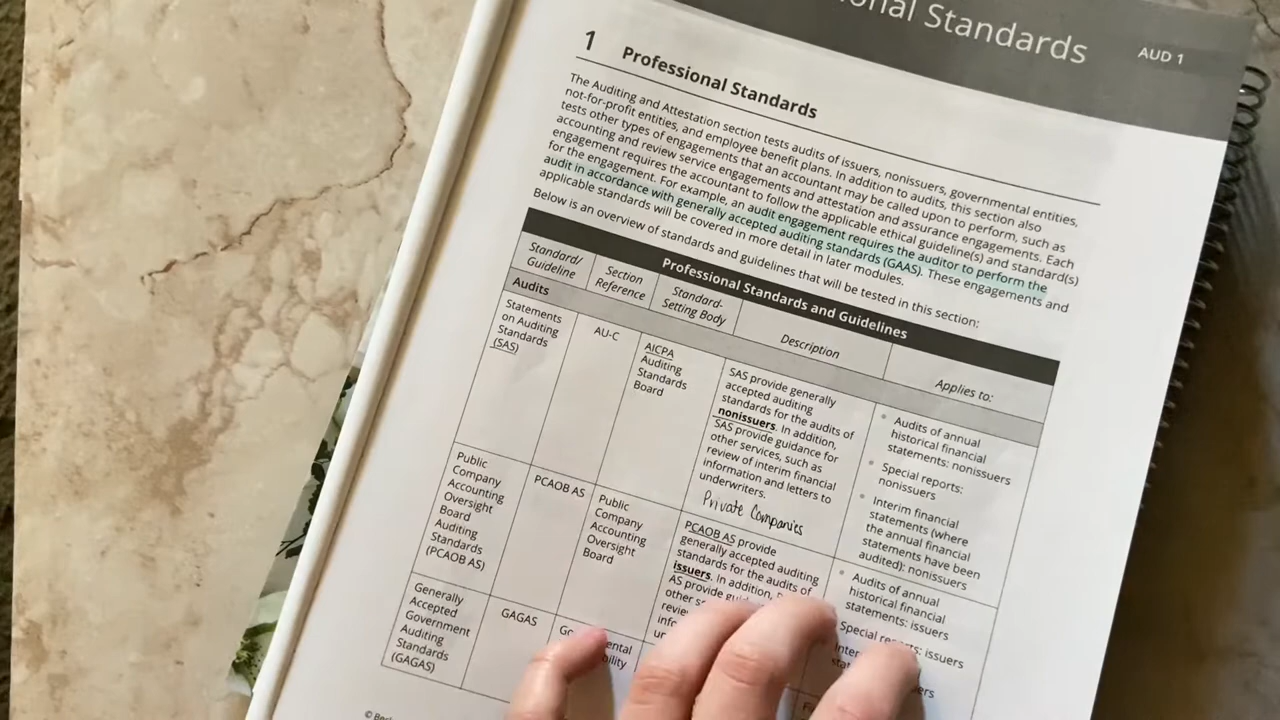 Standards
AUD 1
1 Professional Standards
The Auditing and Attestation section tests audits of issuers, nonissuers, governmental entities,
not-for-profit entities, and employee benefit plans. In addition to audits, this section also
tests other types of engagements that an accountant may be called upon to perform, such as
accounting and review service engagements and attestation and assurance engagements. Each
engagement requires the accountant to follow the applicable ethical guideline(s) and standard(s)
for the engagement. For example, an audit engagement requires the auditor to perform the
audit in accordance with generally accepted auditing standards (GAAS). These engagements and
applicable standards will be covered in more detail in later modules.
Below is an overview of standards and guidelines that will be tested in this section:
Professional Standards and Guidelines
Standard/
Guideline
Section
Reference
Standard-
Setting Body
Description
Applies to:
Audits
Statements
on Auditing
Standards
(SAS)
AU-C
AICPA
Auditing
Standards
Board
SAS provide generally
accepted auditing
standards for the audits of
nonissuers. In addition,
SAS provide guidance for
other services, such as
review of interim financial
information and letters to
underwriters.
Private Companies
• Audits of annual
historical financial
statements: nonissuers
• Special reports:
nonissuers
• Interim financial
statements (where
the annual financial
statements have been
audited): nonissuers
Public
Company
Accounting
Oversight
Board
Auditing
Standards
(PCAOB AS)
PCAOB AS
Public
Company
Accounting
Oversight
Board
PCAOB AS provide
generally accepted auditing
standards for the audits of
issuers. In addition,
AS provide
other
• Audits of annual
historical financial
statements: issuers
Special reports: issuers
Generally
Accepted
Government
Auditing
Standards
(GAGAS)
GAGAS